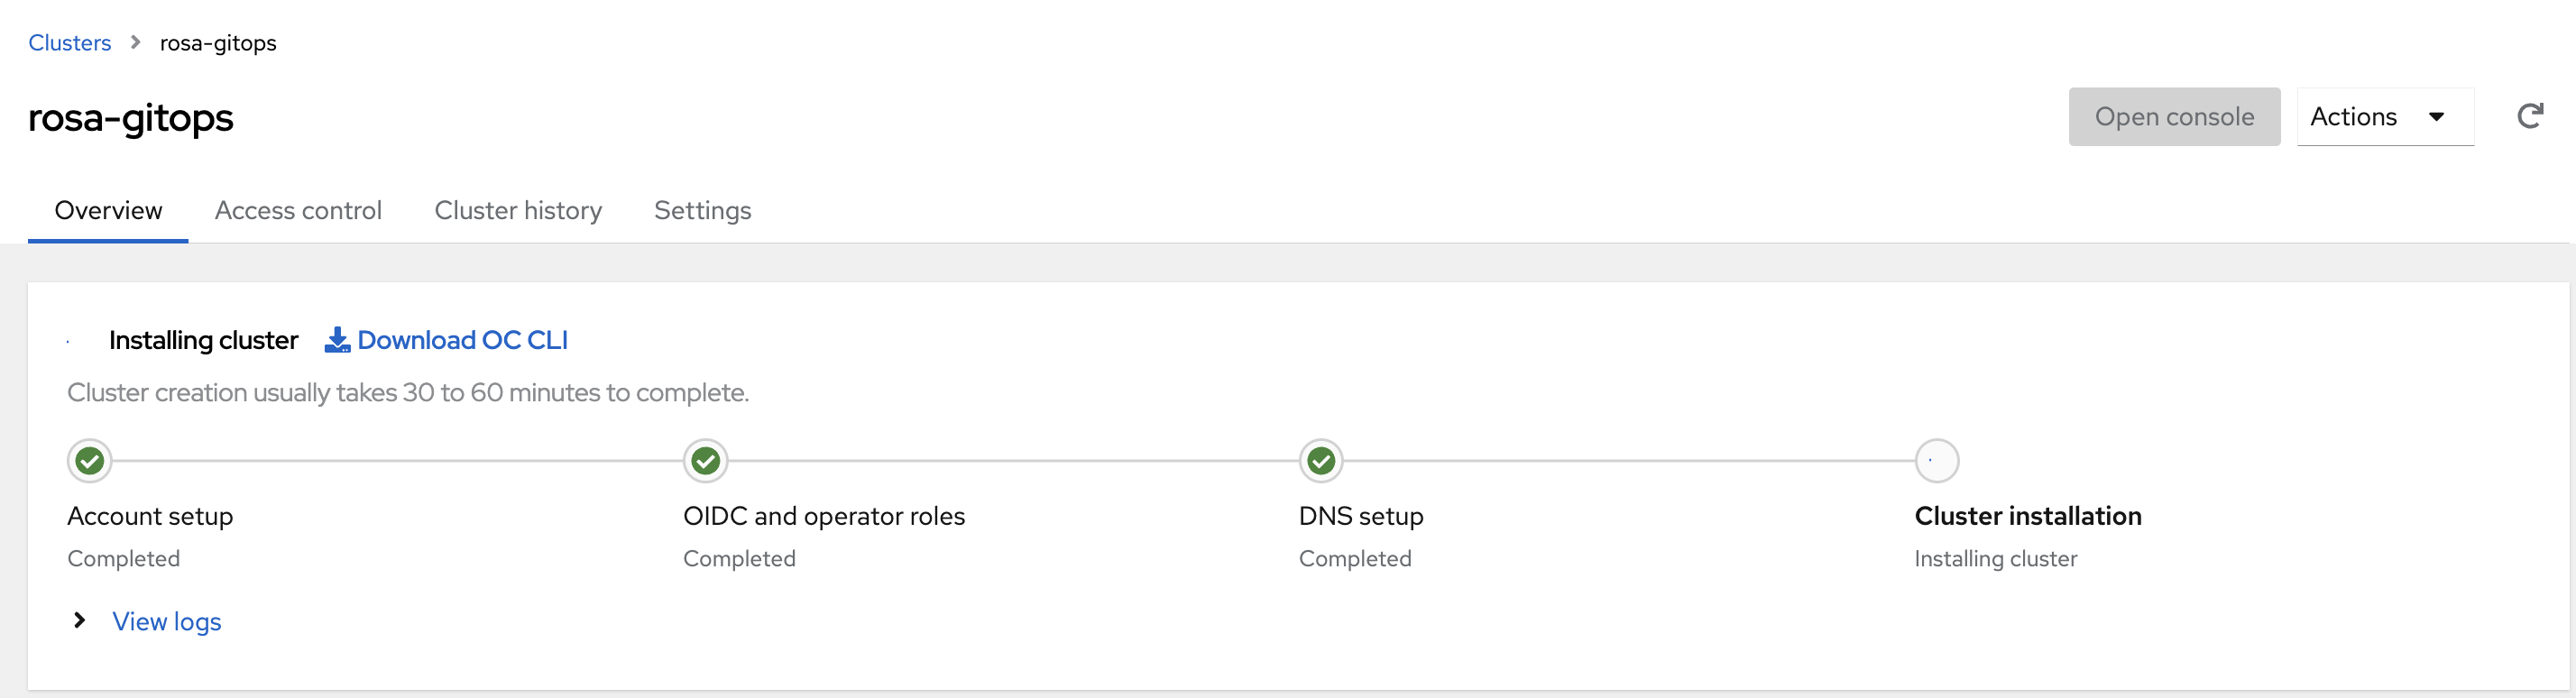 Clusters rosa-gitops
rosa-gitops
Open console Actions
Overview Access control Cluster history Settings
Installing cluster Download OC CLI
Cluster creation usually takes 30 to 60 minutes to complete.
Account setup OIDC and operator roles DNS setup Cluster installation
Completed Completed Completed Installing cluster
View logs